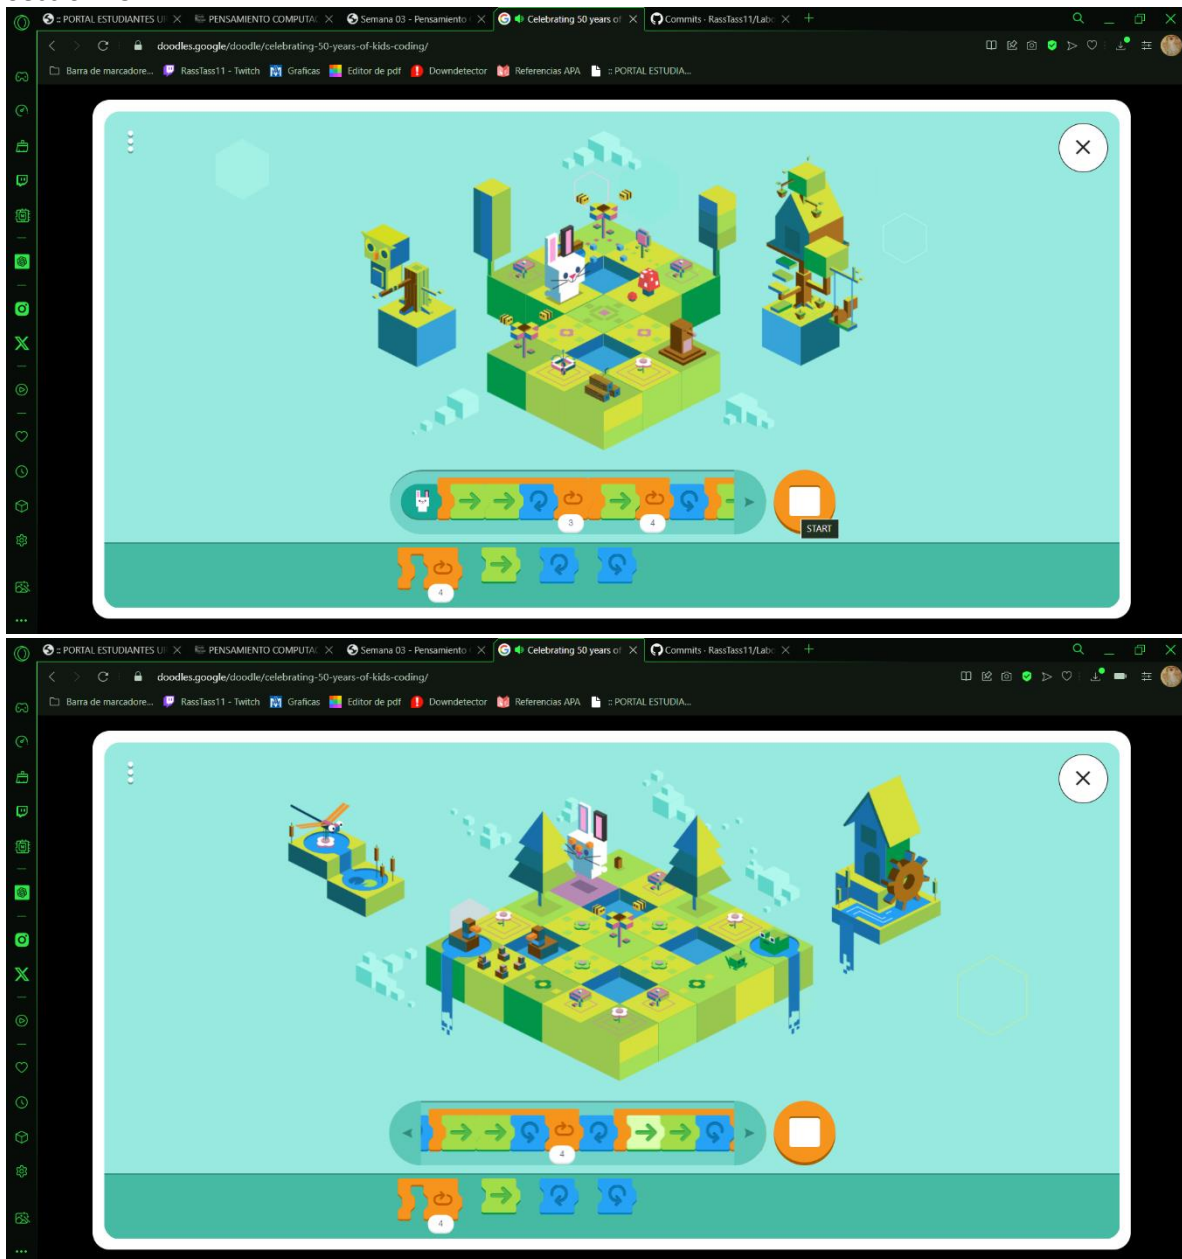 :: PORTAL ESTUDIANTES U
PENSAMIENTO COMPUTA
Semana 03 - Pensamiento
Celebrating 50 years of
Commits · RassTass11/Lab
doodles.google/doodle/celebrating-50-years-of-kids-coding/
Barra de marcadore...
RassTass11 - Twitch
Graficas
Editor de pdf
Downdetector
Referencias APA
:: PORTAL ESTUDIA...
3
4
START
4
:: PORTAL ESTUDIANTES U
PENSAMIENTO COMPUTA
Semana 03 - Pensamiento
Celebrating 50 years of
Commits · RassTass11/Lab
doodles.google/doodle/celebrating-50-years-of-kids-coding/
Barra de marcadore...
RassTass11 - Twitch
Graficas
Editor de pdf
Downdetector
Referencias APA
:: PORTAL ESTUDIA...
4
4